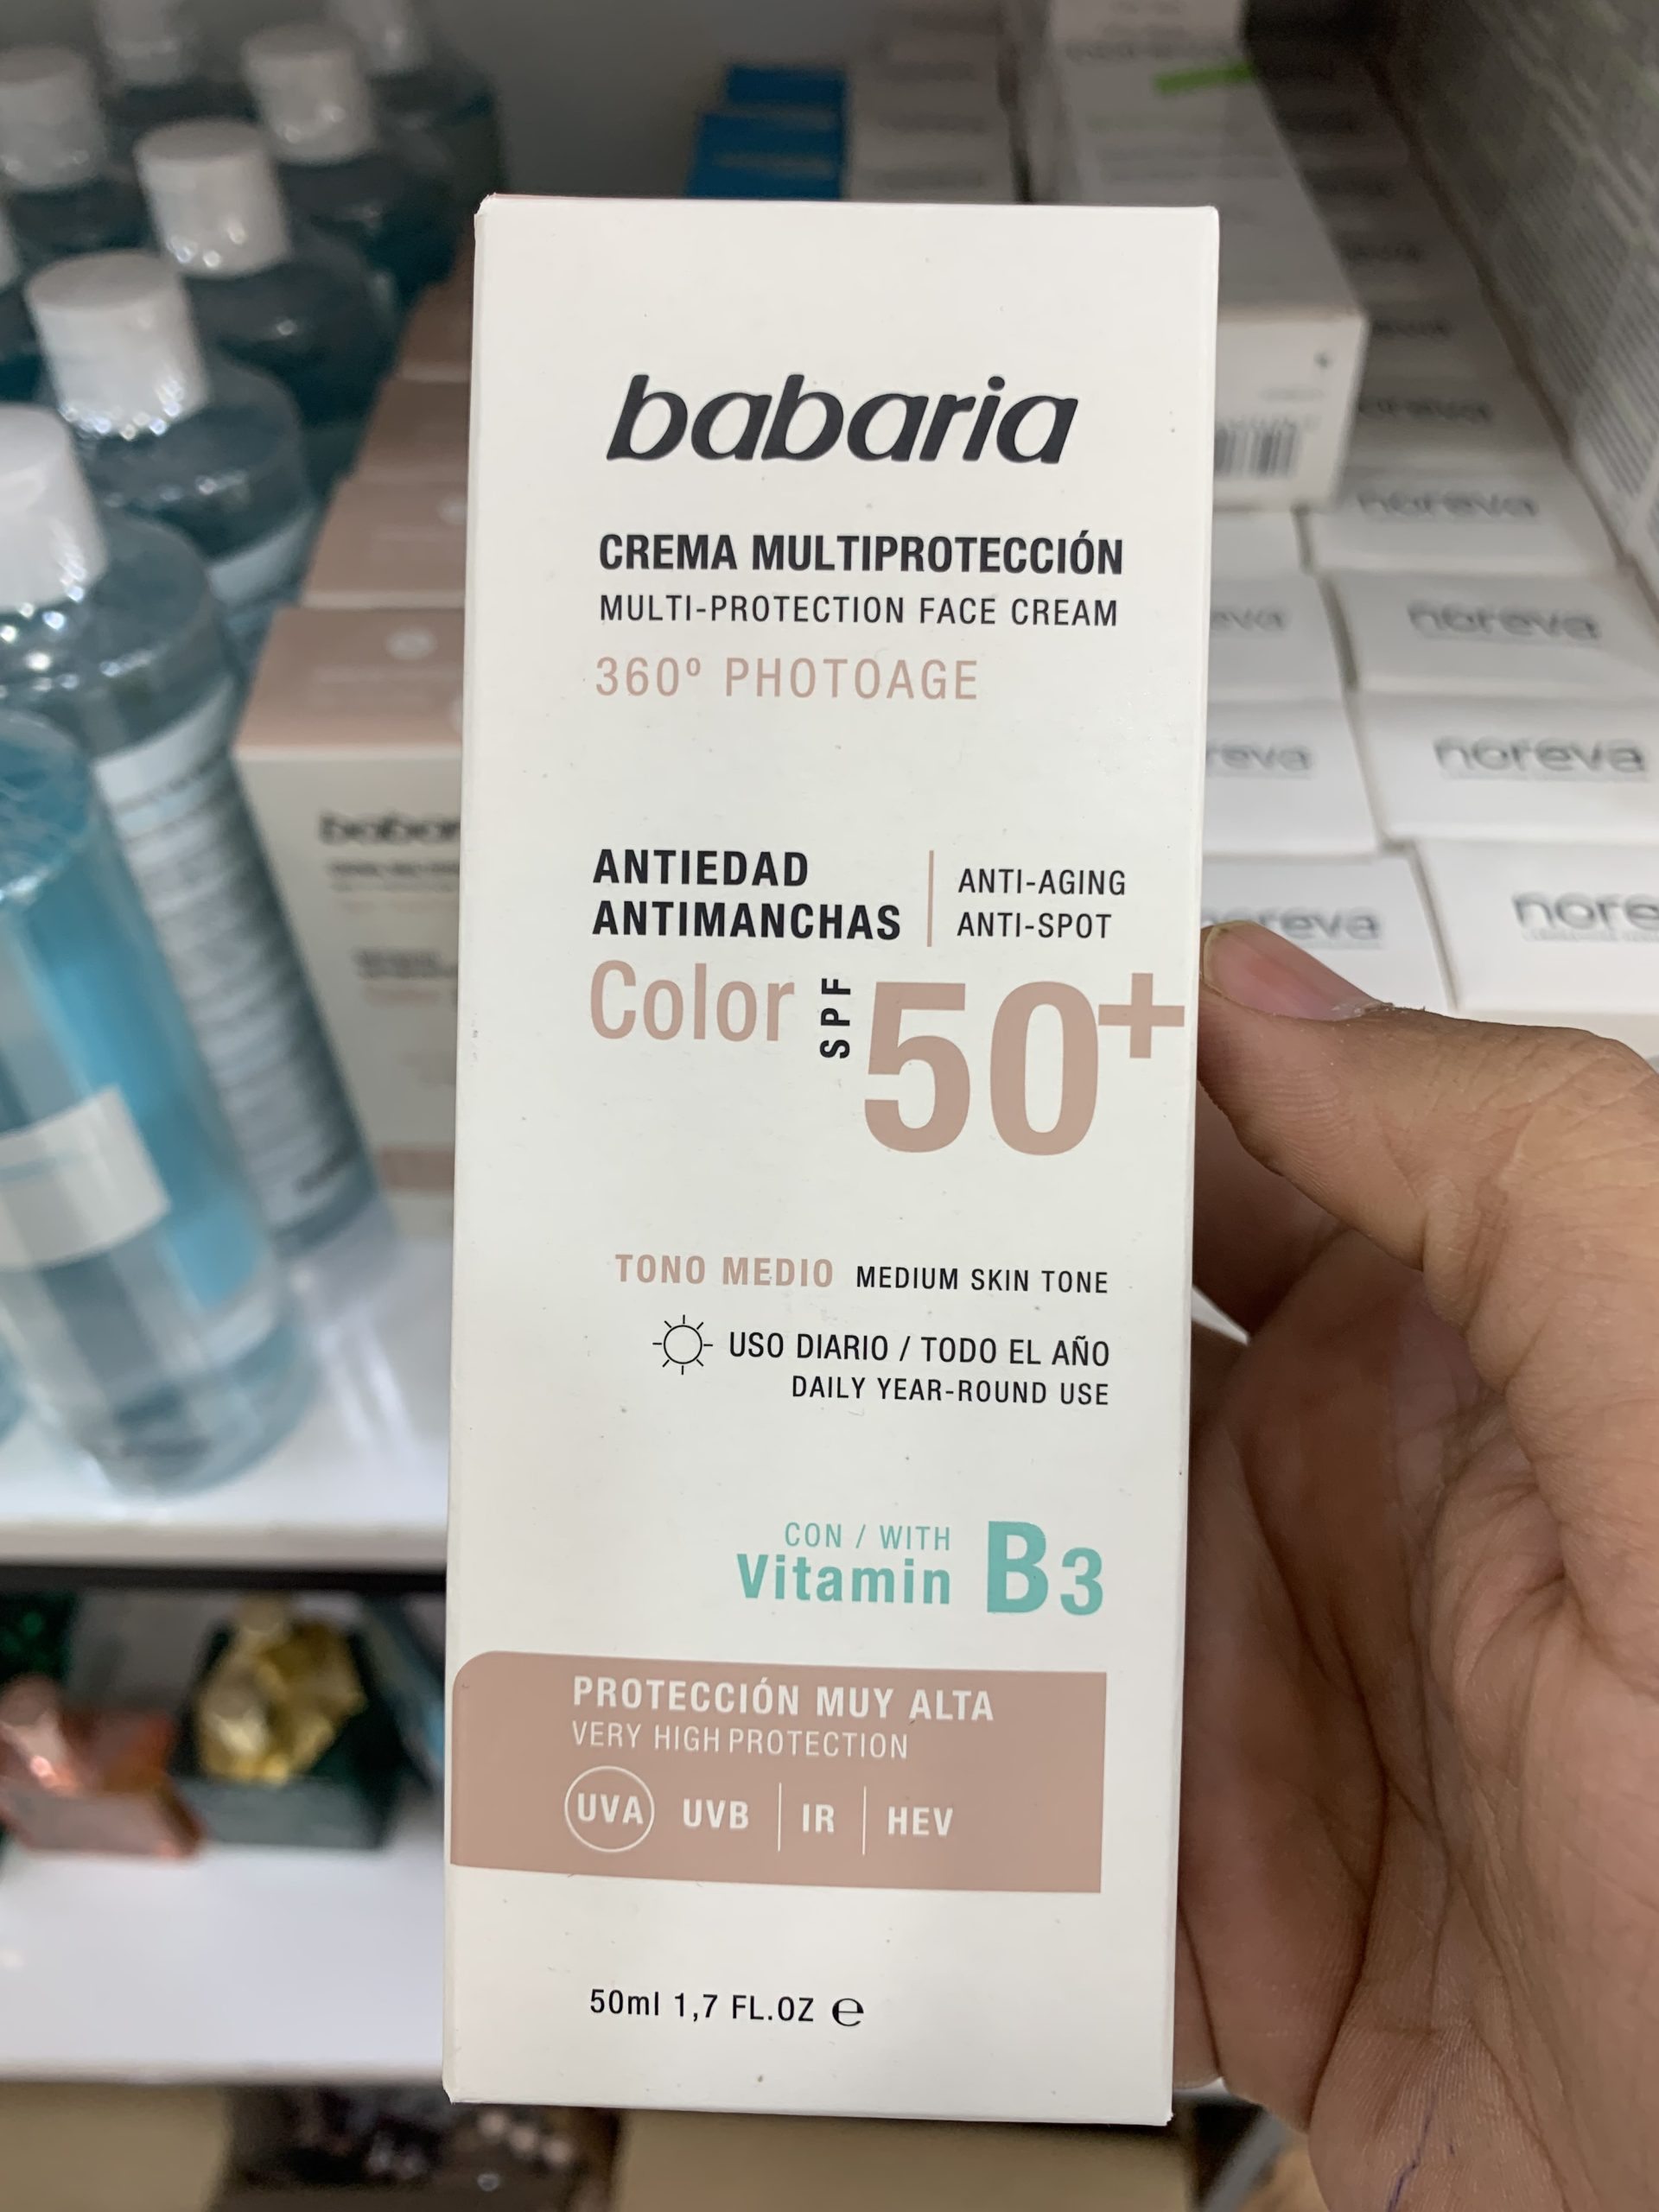 babaria
CREMA MULTIPROTECCIÓN
MULTI-PROTECTION FACE CREAM
360º PHOTOAGE
ANTIEDAD
ANTIMANCHAS
ANTI-AGING
ANTI-SPOT
Color SPF 50+
TONO MEDIO MEDIUM SKIN TONE
USO DIARIO / TODO EL AÑO
DAILY YEAR-ROUND USE
CON / WITH
Vitamin B3
PROTECCIÓN MUY ALTA
VERY HIGH PROTECTION
UVA UVB IR HEV
50ml 1,7 FL.OZ ℮
noreva
noreva
noreva